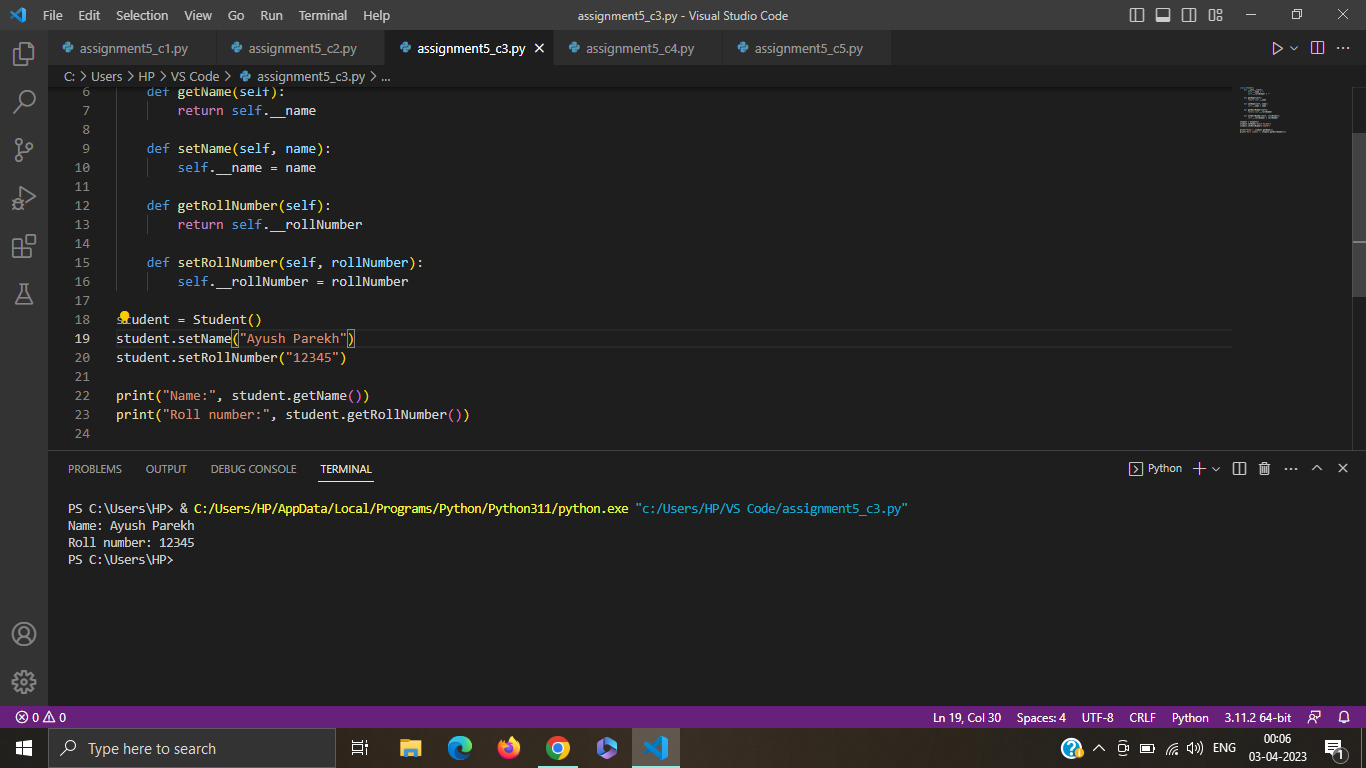 File Edit Selection View Go Run Terminal Help
assignment5_c3.py - Visual Studio Code
assignment5_c1.py assignment5_c2.py assignment5_c3.py assignment5_c4.py assignment5_c5.py
C: > Users > HP > VS Code > assignment5_c3.py > ...
6 def getName(self):
7 return self.__name
8
9 def setName(self, name):
10 self.__name = name
11
12 def getRollNumber(self):
13 return self.__rollNumber
14
15 def setRollNumber(self, rollNumber):
16 self.__rollNumber = rollNumber
17
18 student = Student()
19 student.setName("Ayush Parekh")
20 student.setRollNumber("12345")
21
22 print("Name:", student.getName())
23 print("Roll number:", student.getRollNumber())
24
PROBLEMS OUTPUT DEBUG CONSOLE TERMINAL
Python
PS C:\Users\HP> & C:/Users/HP/AppData/Local/Programs/Python/Python311/python.exe "c:/Users/HP/VS Code/assignment5_c3.py"
Name: Ayush Parekh
Roll number: 12345
PS C:\Users\HP>
0 0 Ln 19, Col 30 Spaces: 4 UTF-8 CRLF Python 3.11.2 64-bit
Type here to search
ENG
00:06
03-04-2023
1